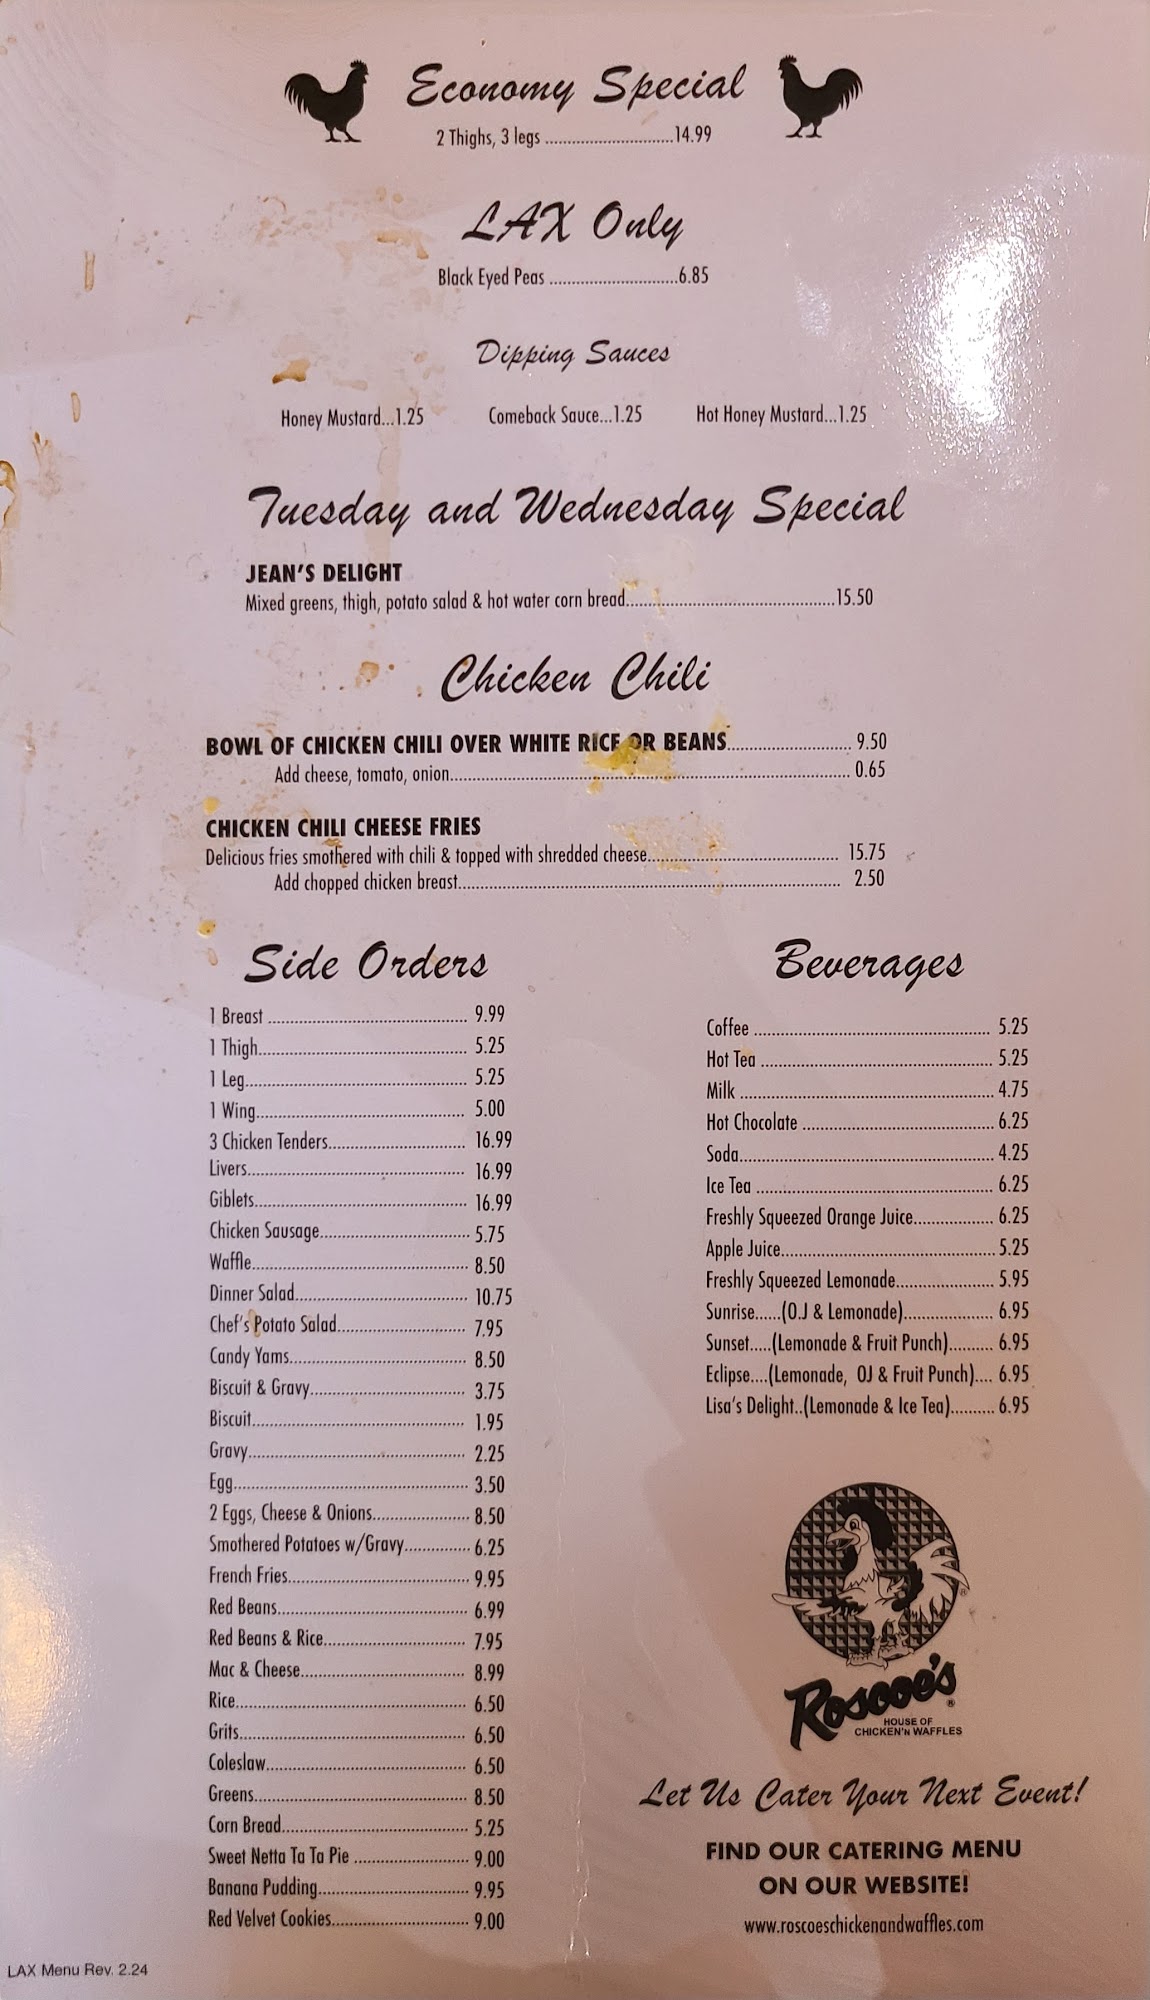 Economy Special
2 Thighs, 3 legs .............................14.99
LAX Only
Black Eyed Peas .............................6.85
Dipping Sauces
Honey Mustard...1.25 Comeback Sauce...1.25 Hot Honey Mustard...1.25
Tuesday and Wednesday Special
JEAN'S DELIGHT
Mixed greens, thigh, potato salad & hot water corn bread...............................................15.50
Chicken Chili
BOWL OF CHICKEN CHILI OVER WHITE RICE OR BEANS............................ 9.50
Add cheese, tomato, onion.......................................................................................... 0.65
CHICKEN CHILI CHEESE FRIES
Delicious fries smothered with chili & topped with shredded cheese.......................................... 15.75
Add chopped chicken breast...................................................................................... 2.50
Side Orders
1 Breast ............................................. 9.99
1 Thigh............................................... 5.25
1 Leg.................................................. 5.25
1 Wing............................................... 5.00
3 Chicken Tenders............................... 16.99
Livers................................................. 16.99
Giblets................................................ 16.99
Chicken Sausage.................................. 5.75
Waffle................................................. 8.50
Dinner Salad....................................... 10.75
Chef's Potato Salad............................. 7.95
Candy Yams........................................ 8.50
Biscuit & Gravy................................... 3.75
Biscuit................................................ 1.95
Gravy................................................. 2.25
Egg..................................................... 3.50
2 Eggs, Cheese & Onions...................... 8.50
Smothered Potatoes w/Gravy............... 6.25
French Fries......................................... 9.95
Red Beans........................................... 6.99
Red Beans & Rice................................ 7.95
Mac & Cheese..................................... 8.99
Rice.................................................... 6.50
Grits................................................... 6.50
Coleslaw............................................. 6.50
Greens................................................ 8.50
Corn Bread.......................................... 5.25
Sweet Netta Ta Ta Pie .......................... 9.00
Banana Pudding.................................. 9.95
Red Velvet Cookies............................... 9.00
Beverages
Coffee ..................................................... 5.25
Hot Tea .................................................... 5.25
Milk ......................................................... 4.75
Hot Chocolate ........................................... 6.25
Soda......................................................... 4.25
Ice Tea ..................................................... 6.25
Freshly Squeezed Orange Juice.................. 6.25
Apple Juice................................................ 5.25
Freshly Squeezed Lemonade...................... 5.95
Sunrise......(O.J & Lemonade).................... 6.95
Sunset.....(Lemonade & Fruit Punch).......... 6.95
Eclipse....(Lemonade, OJ & Fruit Punch).... 6.95
Lisa's Delight..(Lemonade & Ice Tea).......... 6.95
Roscoe's®
HOUSE OF
CHICKEN'N WAFFLES
Let Us Cater Your Next Event!
FIND OUR CATERING MENU
ON OUR WEBSITE!
www.roscoeschickenandwaffles.com
LAX Menu Rev. 2.24